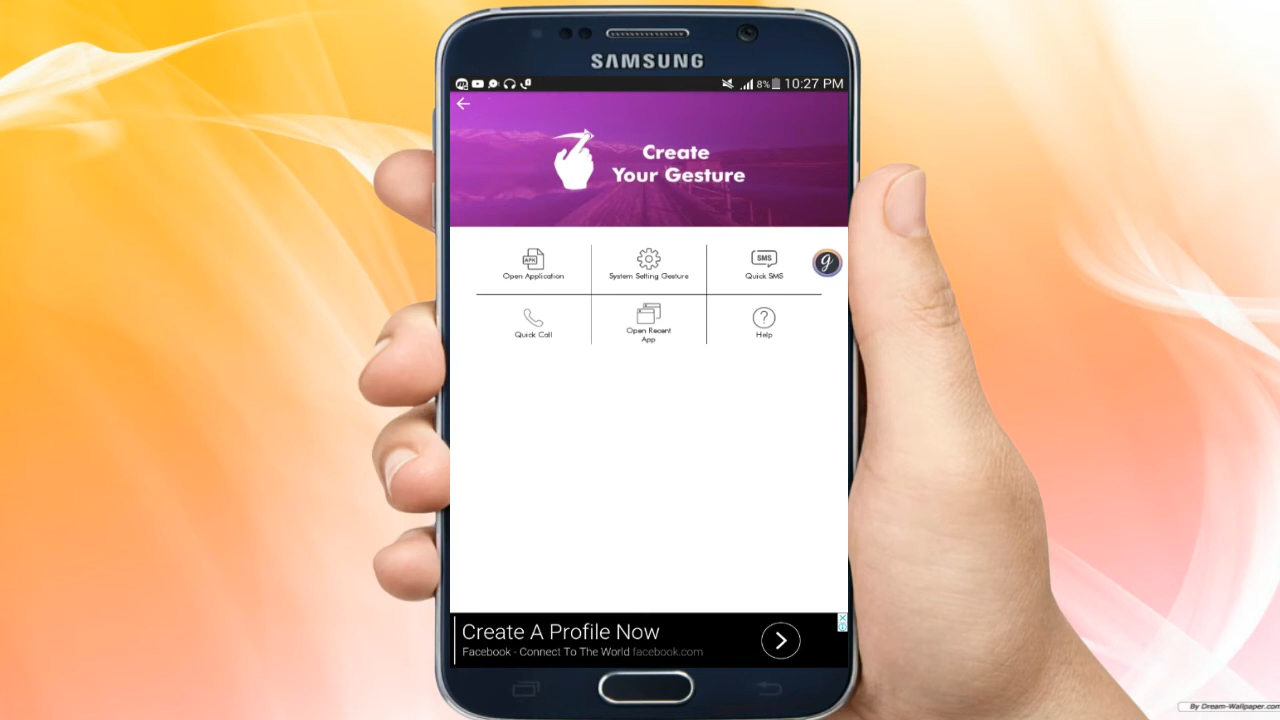 SAMSUNG
8% 10:27 PM
Create
Your Gesture
APK
SMS
g
Open Application
System Setting Gesture
Quick SMS
Quick Call
?
Open Recent
App
Help
Create A Profile Now
Facebook - Connect To The World facebook.com
By Dream-Wallpaper.com